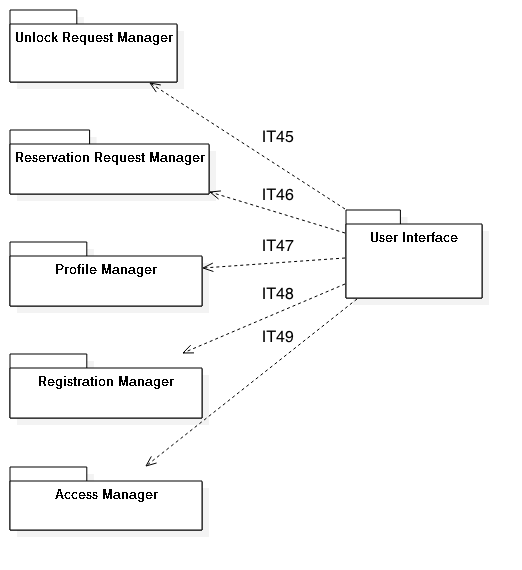 Unlock Request Manager
IT45
Reservation Request Manager
IT46
User Interface
IT47
Profile Manager
IT48
IT49
Registration Manager
Access Manager